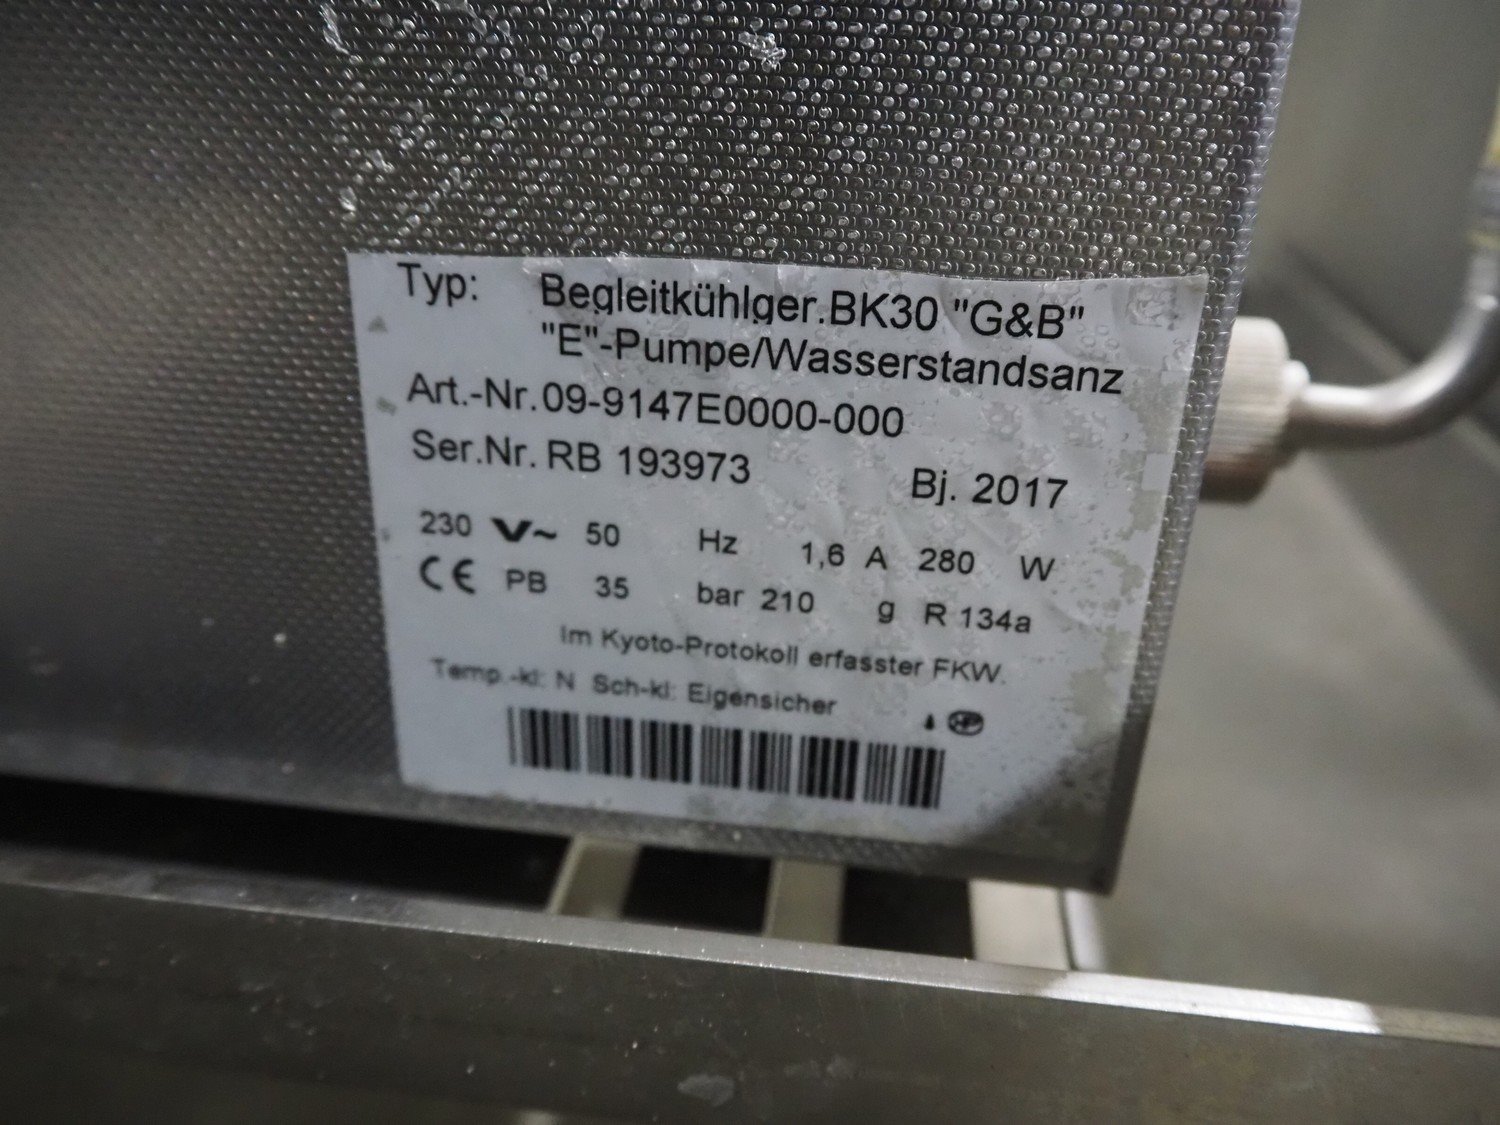 Typ: Begleitkühlger.BK30 "G&B"
"E"-Pumpe/Wasserstandsanz
Art.-Nr.09-9147E0000-000
Ser.Nr. RB 193973 Bj. 2017
230 V~ 50 Hz 1,6 A 280 W
CE PB 35 bar 210 g R 134a
Im Kyoto-Protokoll erfasster FKW.
Temp.-kl: N Sch-kl: Eigensicher